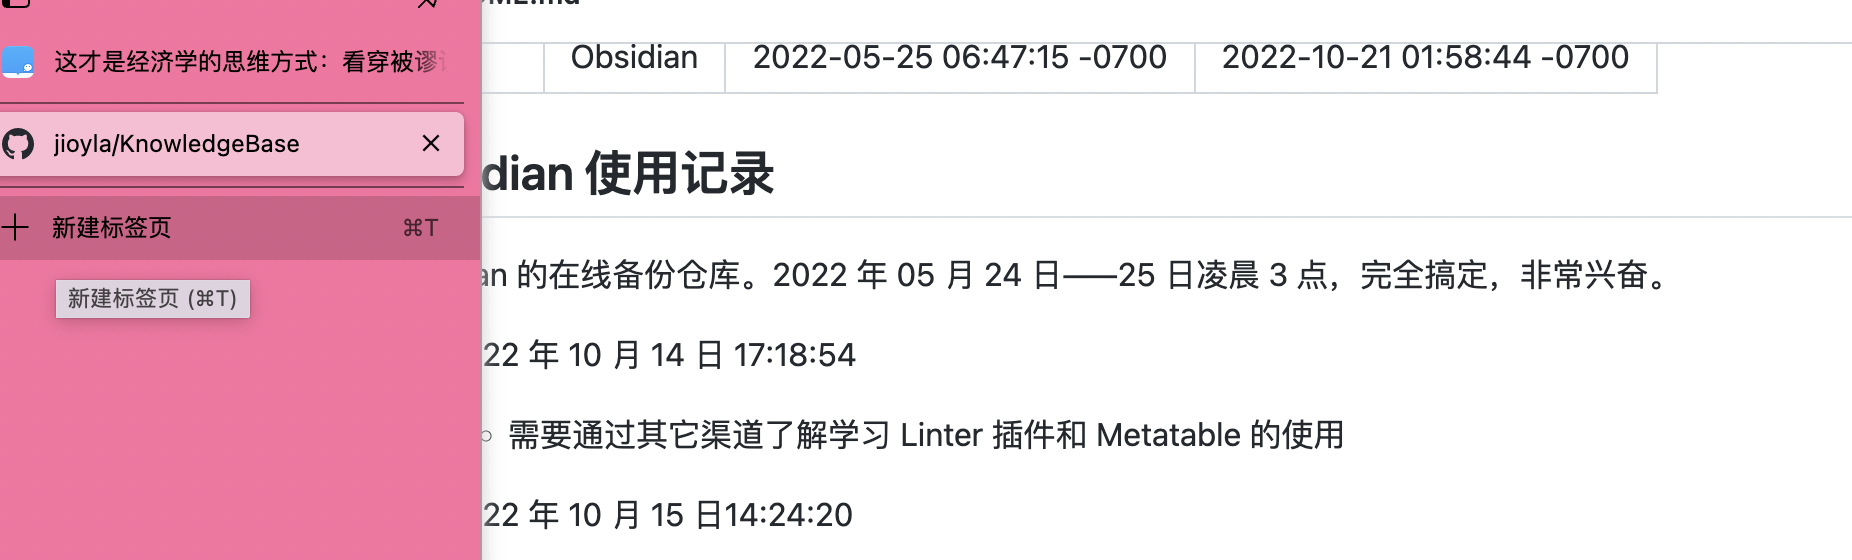 这才是经济学的思维方式：看穿被谬
jioyla/KnowledgeBase
新建标签页 ⌘T
新建标签页 (⌘T)
Obsidian 2022-05-25 06:47:15 -0700 2022-10-21 01:58:44 -0700
dian 使用记录
an 的在线备份仓库。2022 年 05 月 24 日——25 日凌晨 3 点，完全搞定，非常兴奋。
22 年 10 月 14 日 17:18:54
需要通过其它渠道了解学习 Linter 插件和 Metatable 的使用
22 年 10 月 15 日14:24:20